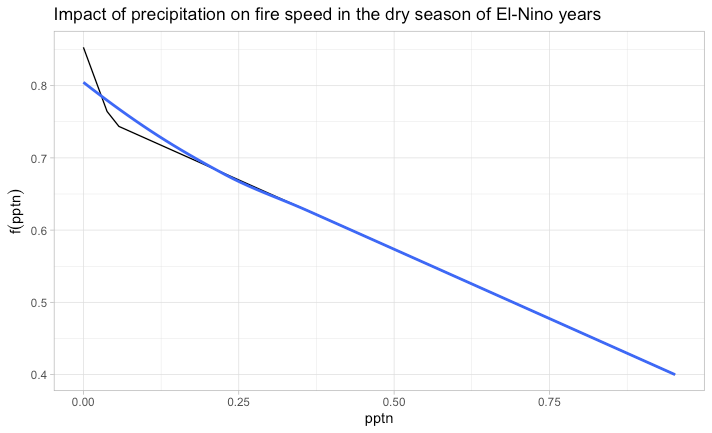 Impact of precipitation on fire speed in the dry season of El-Nino years
f(pptn)
0.8
0.7
0.6
0.5
0.4
0.00 0.25 0.50 0.75
pptn